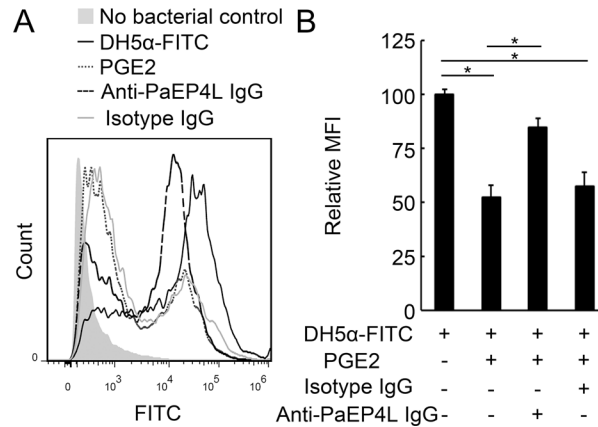 A
No bacterial control
DH5α-FITC
PGE2
Anti-PaEP4L IgG
Isotype IgG
Count
0
0 10³ 10⁴ 10⁵ 10⁶
FITC
B
Relative MFI
125
100
75
50
25
0
* 
*
*
DH5α-FITC + + + +
PGE2 - + + +
Isotype IgG - - - +
Anti-PaEP4L IgG - - + -